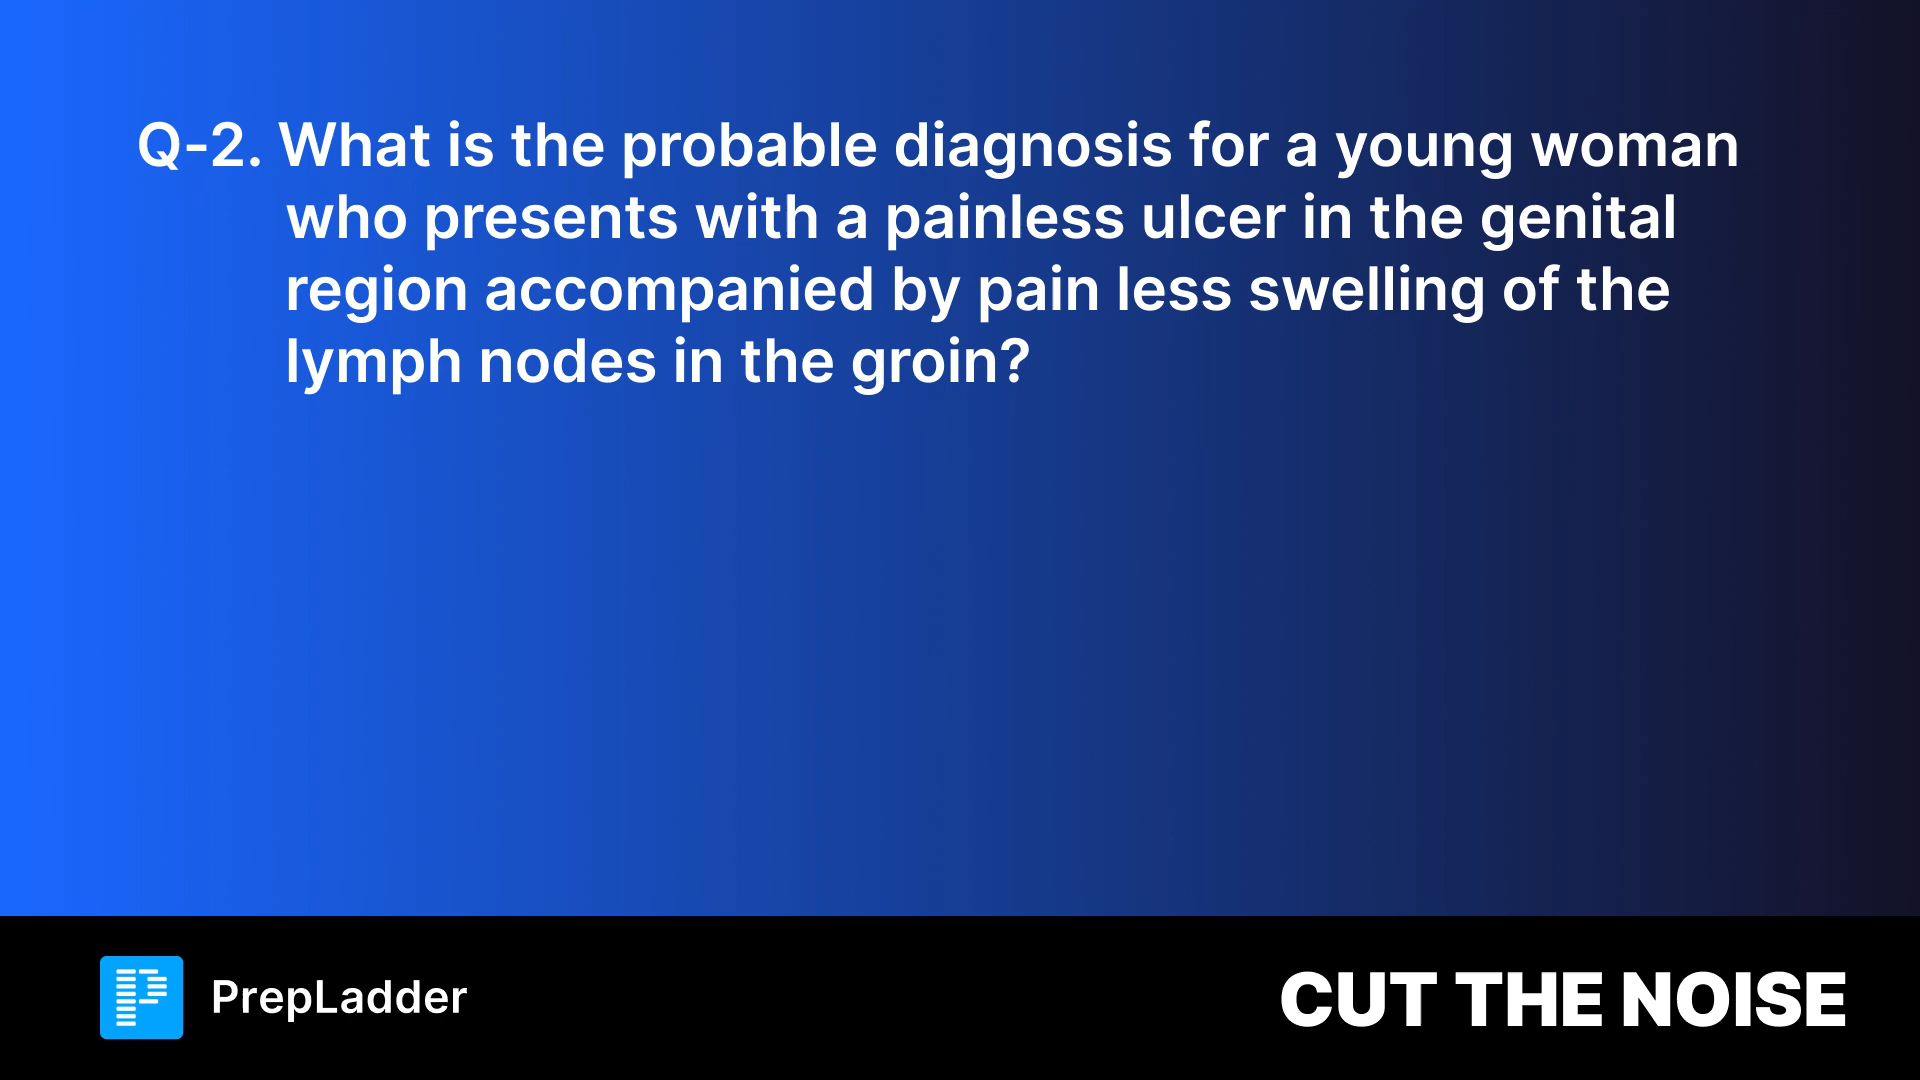 Q-2. What is the probable diagnosis for a young woman
who presents with a painless ulcer in the genital
region accompanied by pain less swelling of the
lymph nodes in the groin?
PrepLadder
CUT THE NOISE